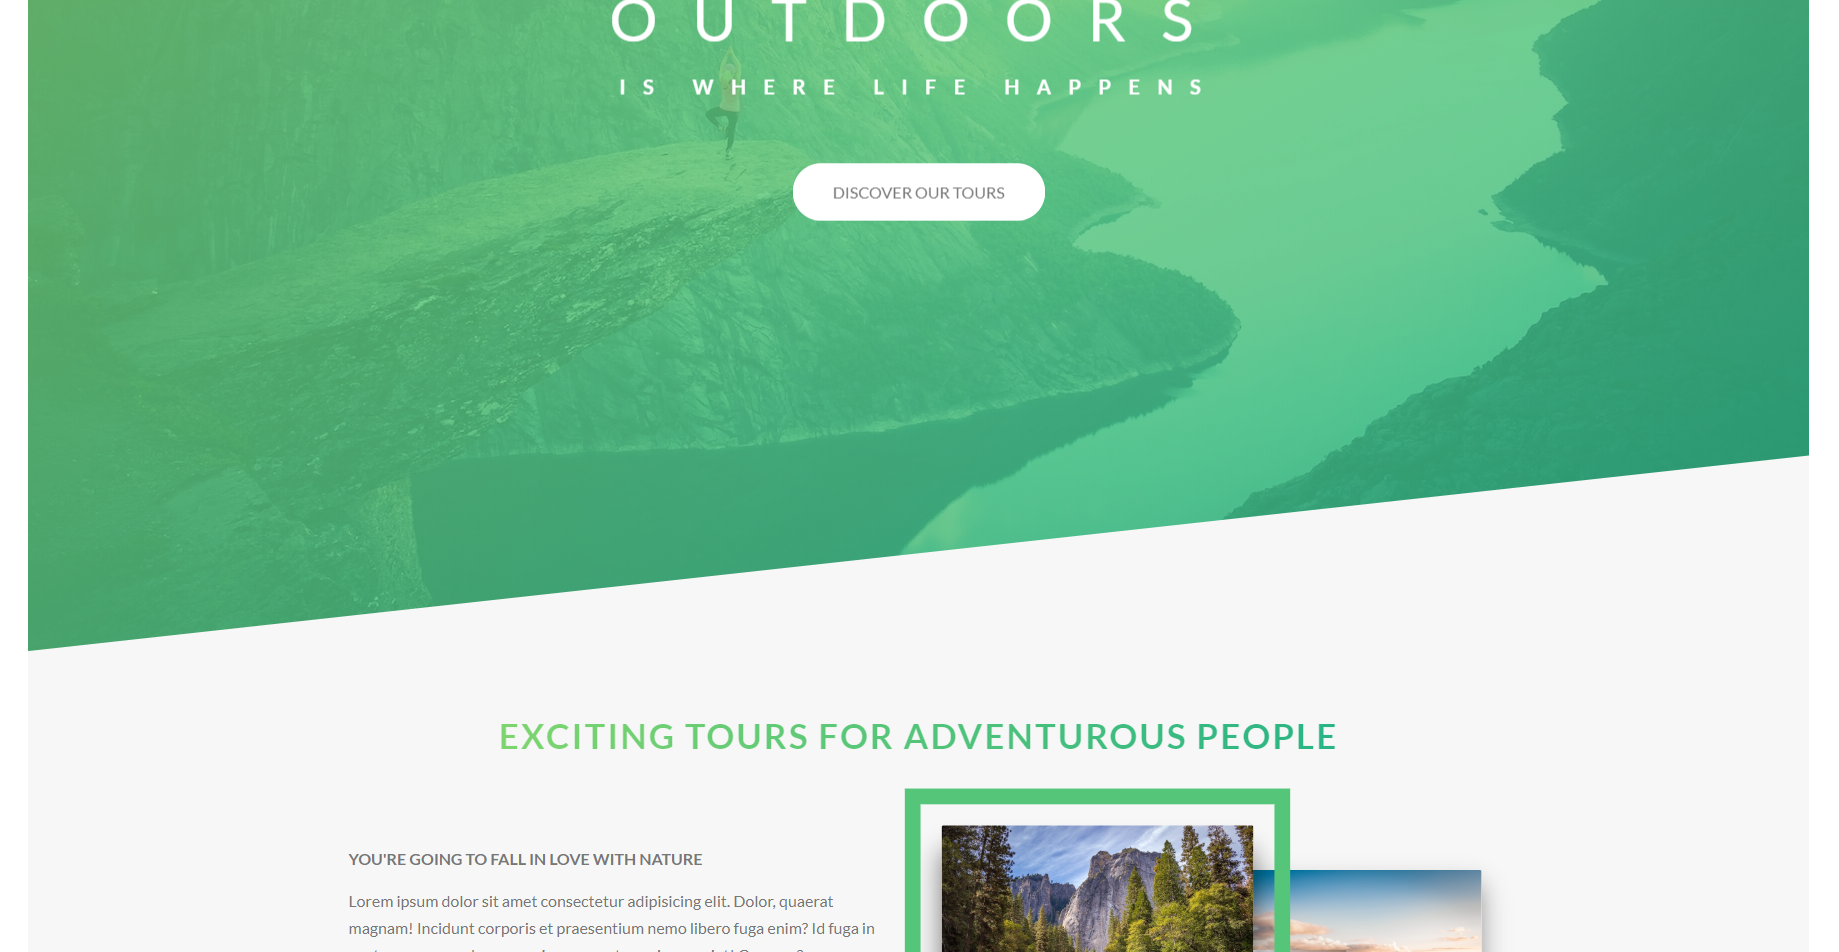 OUTDOORS
IS WHERE LIFE HAPPENS
DISCOVER OUR TOURS
EXCITING TOURS FOR ADVENTUROUS PEOPLE
YOU'RE GOING TO FALL IN LOVE WITH NATURE
Lorem ipsum dolor sit amet consectetur adipisicing elit. Dolor, quaerat
magnam! Incidunt corporis et praesentium nemo libero fuga enim? Id fuga in